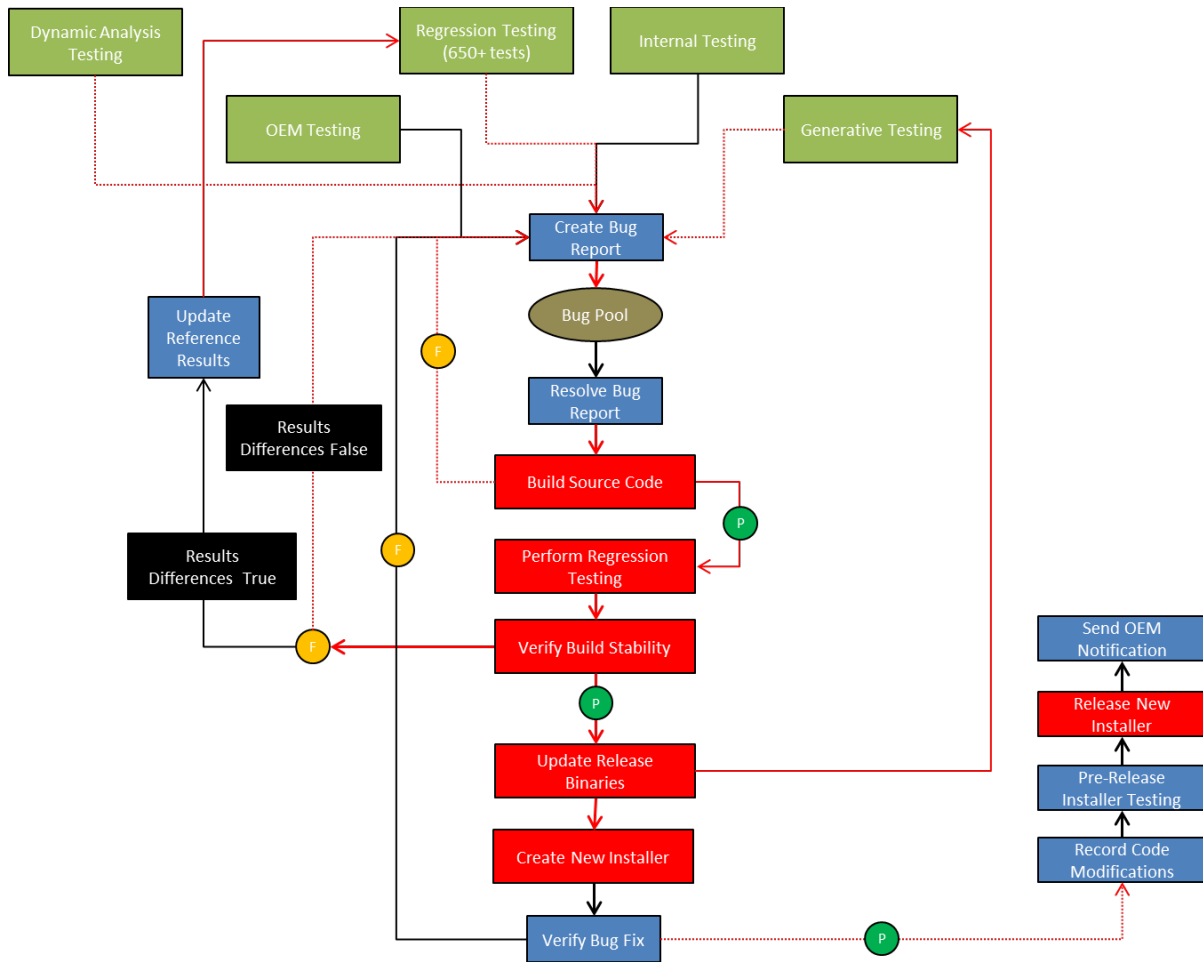 Dynamic Analysis
Testing
Regression Testing
(650+ tests)
Internal Testing
OEM Testing
Generative Testing
Create Bug
Report
Bug Pool
Update
Reference
Results
F
Resolve Bug
Report
Results
Differences False
Build Source Code
P
F
Results
Differences True
Perform Regression
Testing
Verify Build Stability
F
Send OEM
Notification
P
Release New
Installer
Update Release
Binaries
Pre-Release
Installer Testing
Create New Installer
Record Code
Modifications
Verify Bug Fix
P